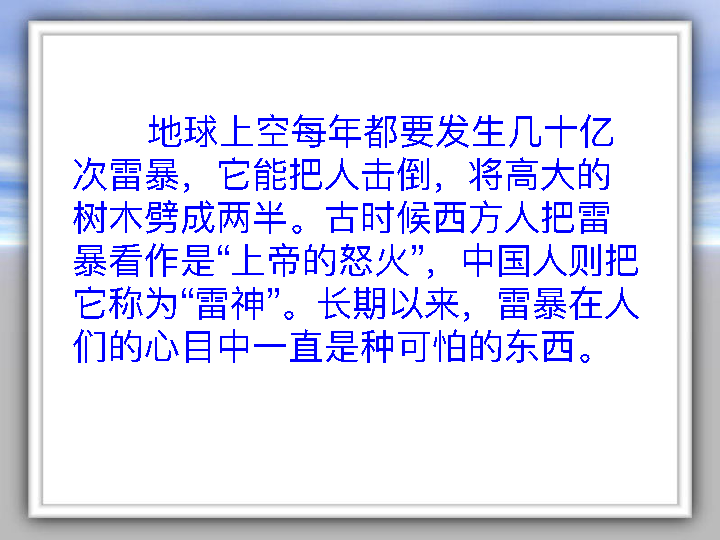 地球上空每年都要发生几十亿
次雷暴，它能把人击倒，将高大的
树木劈成两半。古时候西方人把雷
暴看作是“上帝的怒火”，中国人则把
它称为“雷神”。长期以来，雷暴在人
们的心目中一直是种可怕的东西。